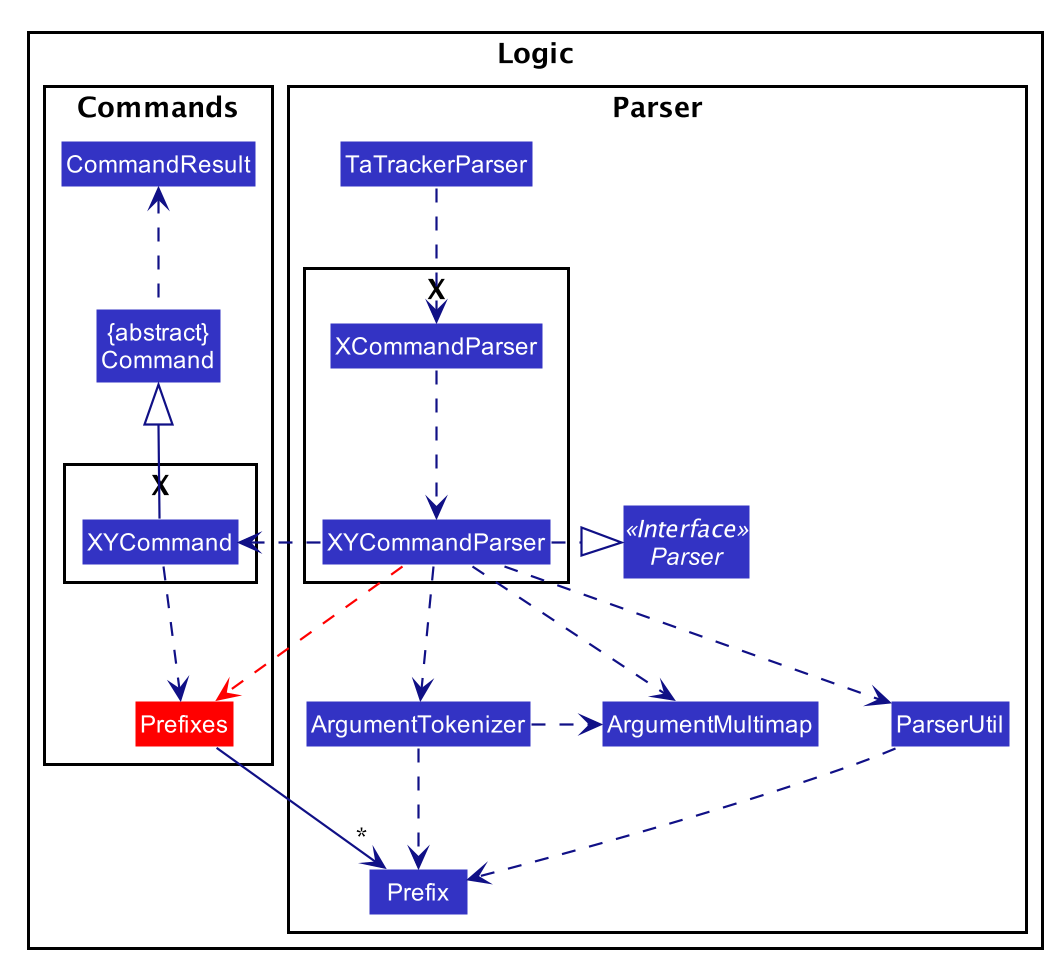 Logic
Commands
Parser
CommandResult
TaTrackerParser
X
{abstract}
Command
XCommandParser
X
XYCommand
XYCommandParser
«Interface»
Parser
Prefixes
ArgumentTokenizer
ArgumentMultimap
ParserUtil
*
Prefix